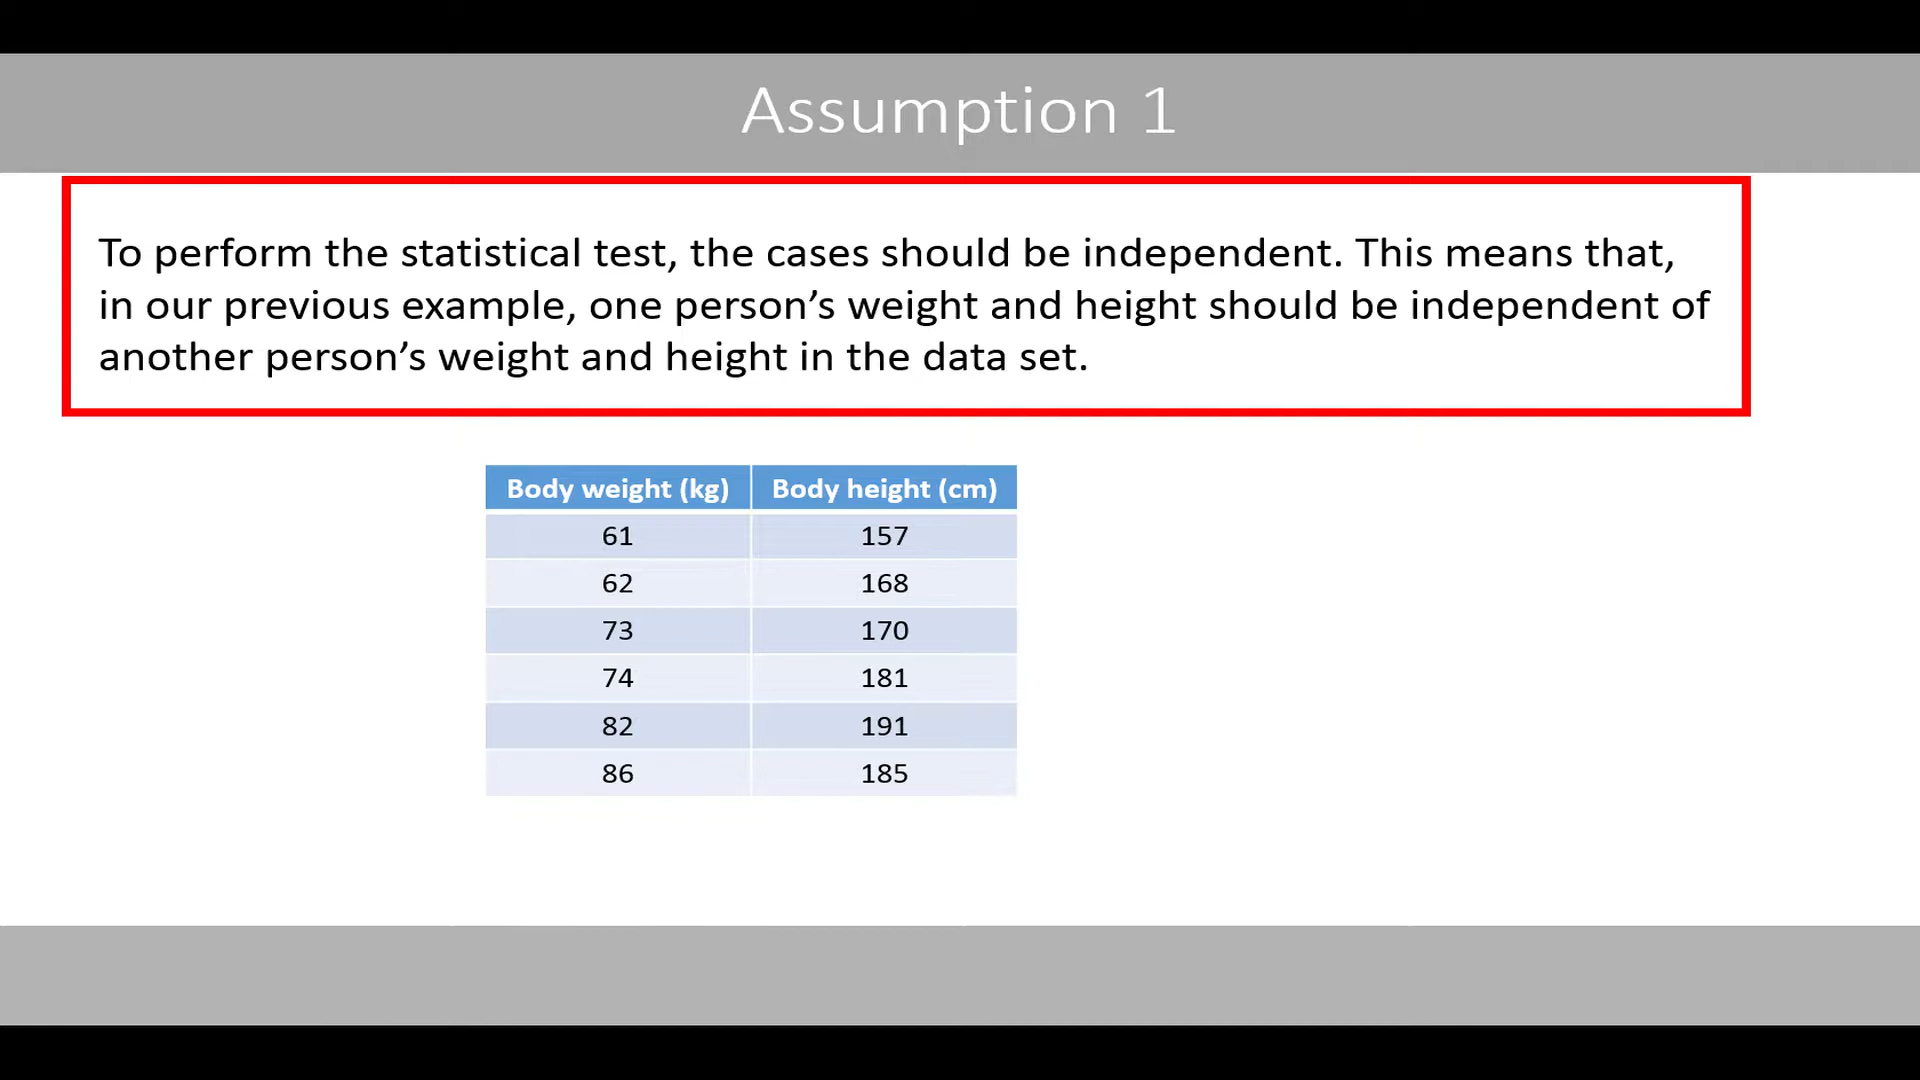 Assumption 1
To perform the statistical test, the cases should be independent. This means that,
in our previous example, one person’s weight and height should be independent of
another person’s weight and height in the data set.
Body weight (kg) Body height (cm)
61 157
62 168
73 170
74 181
82 191
86 185